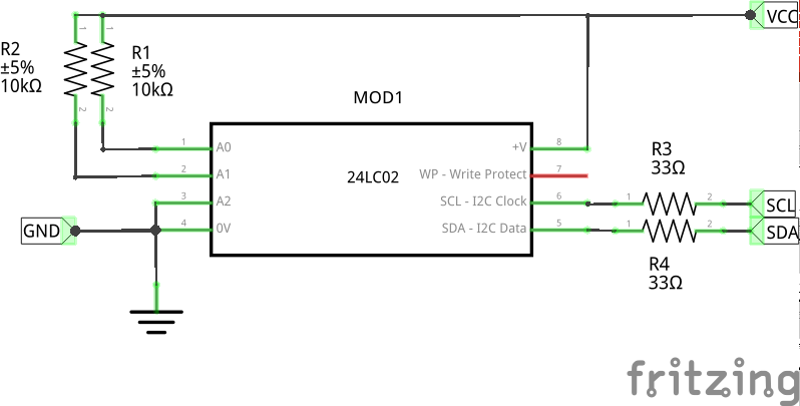 VCC
R2
±5%
10kΩ
1
2
1
2
R1
±5%
10kΩ
MOD1
24LC02
1 A0
2 A1
3 A2
4 0V
+V 8
WP - Write Protect 7
SCL - I2C Clock 6
SDA - I2C Data 5
R3
33Ω
1 2
SCL
1 2
SDA
R4
33Ω
GND
fritzing